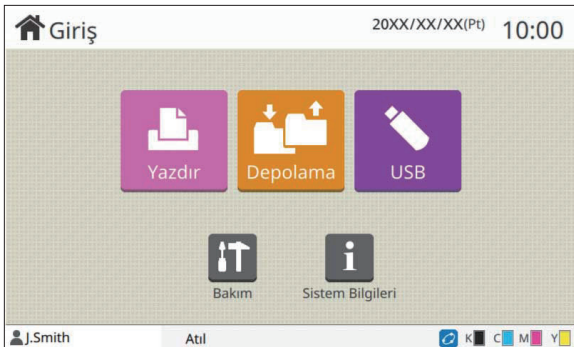 Giriş 20XX/XX/XX(Pt) 10:00
Yazdır Depolama USB
Bakım Sistem Bilgileri
J.Smith Atıl K C M Y